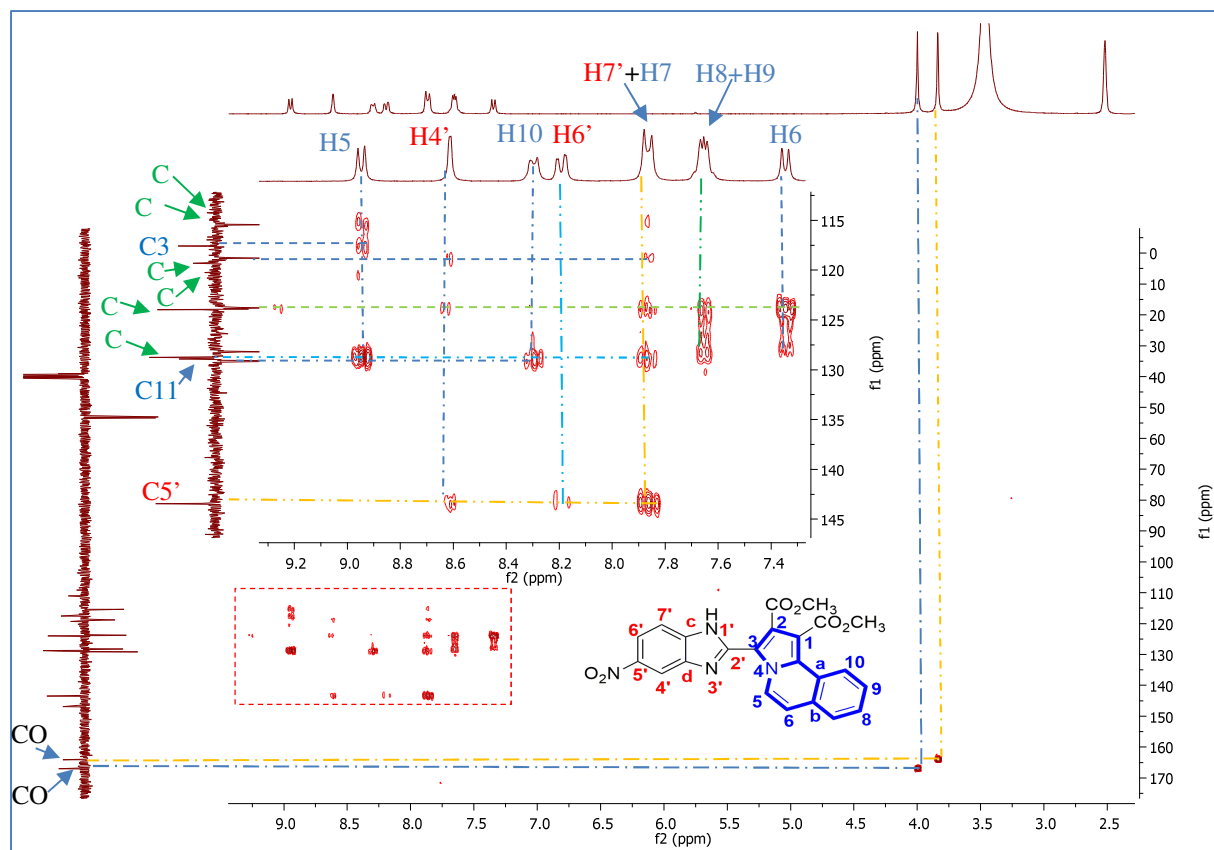 H7’+H7
H8+H9
H5
H4’
H10
H6’
H6
C
C
C3
C
C
C
C
C11
C5’
115
120
125
130
135
140
145
f1 (ppm)
9.2 9.0 8.8 8.6 8.4 8.2 8.0 7.8 7.6 7.4
f2 (ppm)
0
10
20
30
40
50
60
70
80
90
100
110
120
130
140
150
160
170
f1 (ppm)
H
N
1'
7'
c
6'
5'
O₂N
4'
d
N
3'
2'
CO₂CH₃
CO₂CH₃
2
3
1
4
N
a
10
9
8
b
5
6
CO
CO
9.0 8.5 8.0 7.5 7.0 6.5 6.0 5.5 5.0 4.5 4.0 3.5 3.0 2.5
f2 (ppm)